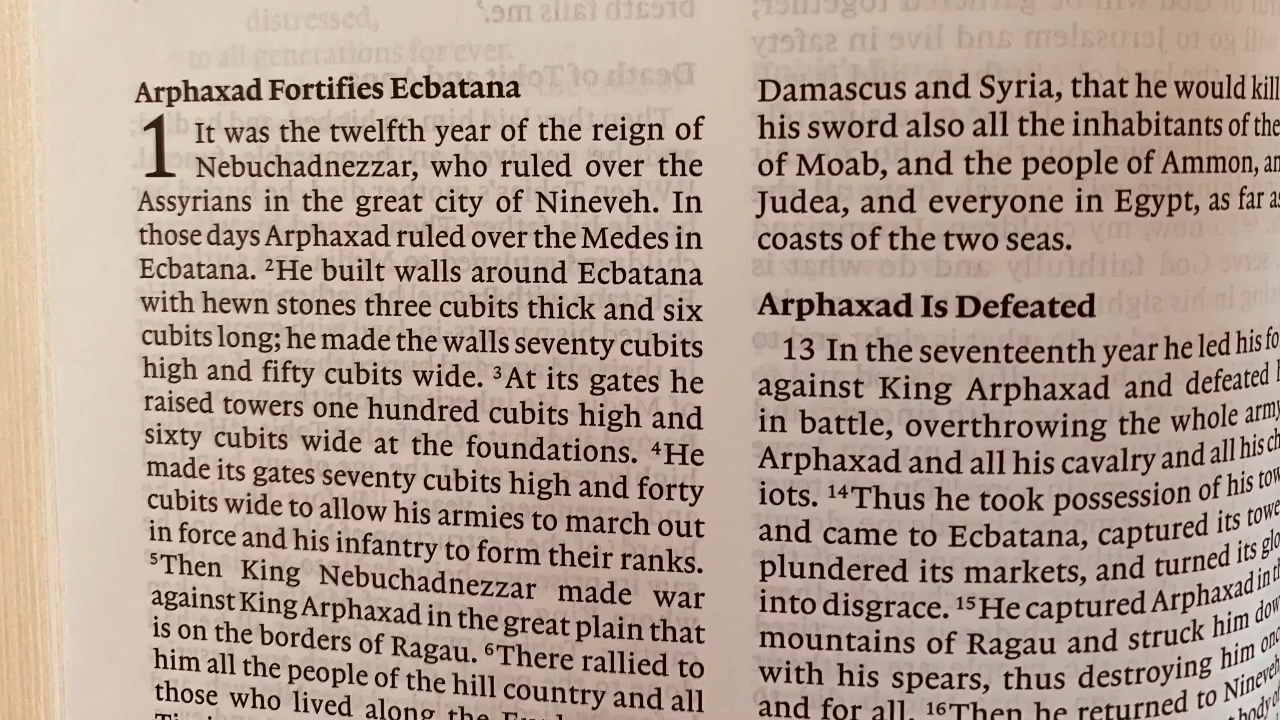 Arphaxad Fortifies Ecbatana
1 It was the twelfth year of the reign of
Nebuchadnezzar, who ruled over the
Assyrians in the great city of Nineveh. In
those days Arphaxad ruled over the Medes in
Ecbatana. ²He built walls around Ecbatana
with hewn stones three cubits thick and six
cubits long; he made the walls seventy cubits
high and fifty cubits wide. ³At its gates he
raised towers one hundred cubits high and
sixty cubits wide at the foundations. ⁴He
made its gates seventy cubits high and forty
cubits wide to allow his armies to march out
in force and his infantry to form their ranks.
⁵Then King Nebuchadnezzar made war
against King Arphaxad in the great plain that
is on the borders of Ragau. ⁶There rallied to
him all the people of the hill country and all
those who lived along the
Damascus and Syria, that he would kill
his sword also all the inhabitants of the
of Moab, and the people of Ammon,
Judea, and everyone in Egypt, as far as
coasts of the two seas.
Arphaxad Is Defeated
13 In the seventeenth year he led his
against King Arphaxad and defeated
in battle, overthrowing the whole army
Arphaxad and all his cavalry and all his
iots. ¹⁴Thus he took possession of his
and came to Ecbatana, captured its
plundered its markets, and turned its
into disgrace. ¹⁵He captured Arphaxad in
mountains of Ragau and struck him
with his spears, thus destroying him
and for all. ¹⁶Then he returned to Nineveh